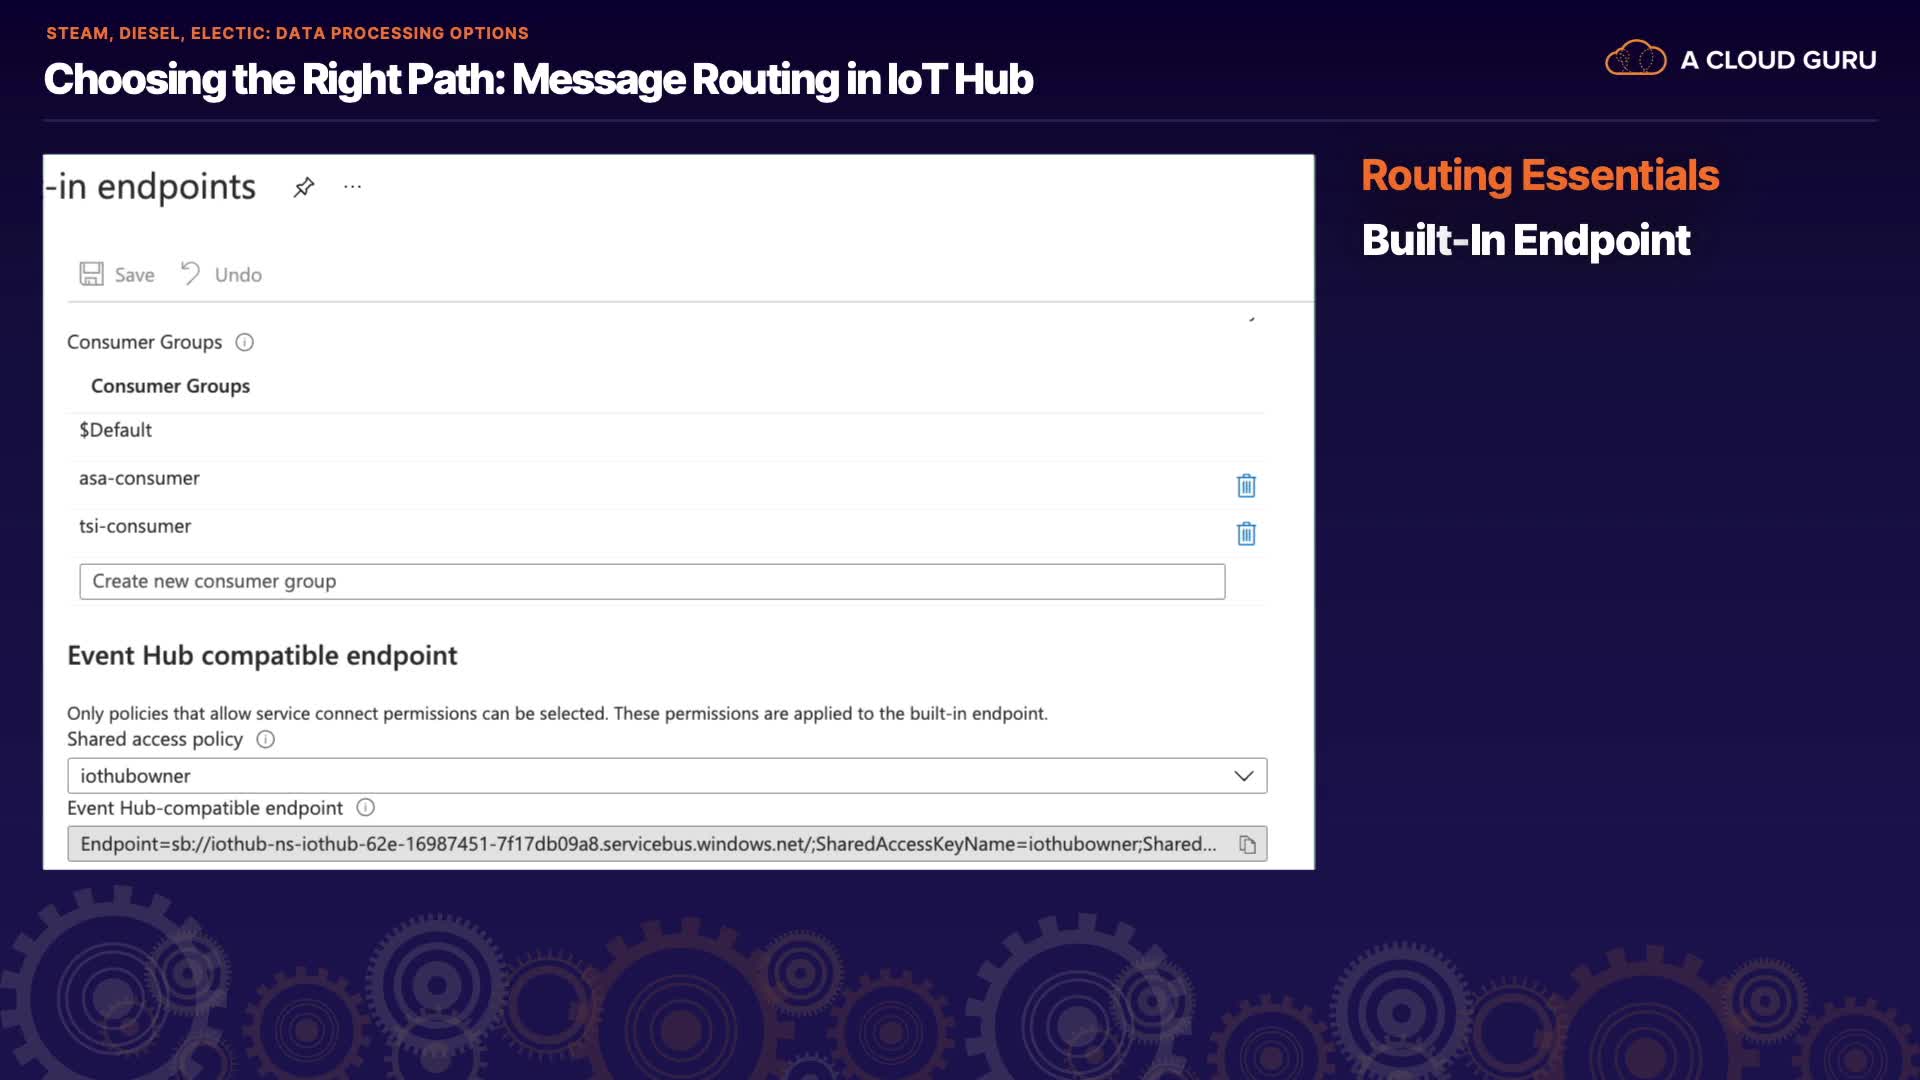 STEAM, DIESEL, ELECTIC: DATA PROCESSING OPTIONS
Choosing the Right Path: Message Routing in IoT Hub
A CLOUD GURU
-in endpoints
Save Undo
Consumer Groups
Consumer Groups
$Default
asa-consumer
tsi-consumer
Create new consumer group
Event Hub compatible endpoint
Only policies that allow service connect permissions can be selected. These permissions are applied to the built-in endpoint.
Shared access policy
iothubowner
Event Hub-compatible endpoint
Endpoint=sb://iothub-ns-iothub-62e-16987451-7f17db09a8.servicebus.windows.net/;SharedAccessKeyName=iothubowner;Shared...
Routing Essentials
Built-In Endpoint